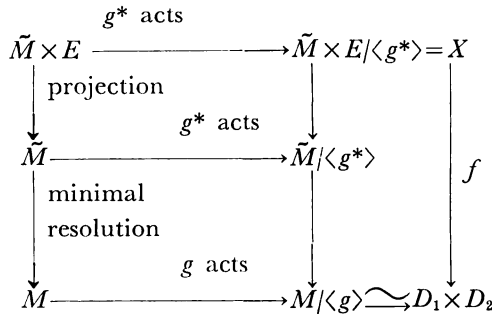 g* acts
M̃ × E M̃ × E/⟨g*⟩ = X
projection
g* acts
M̃ M̃/⟨g*⟩
minimal f
resolution
g acts
M M/⟨g⟩ ⥲ D₁ × D₂